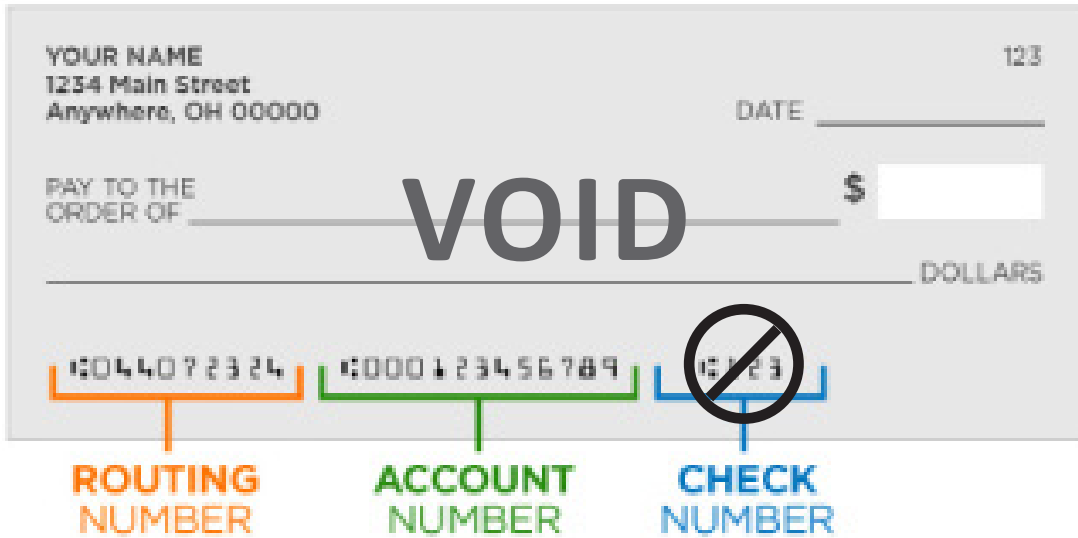 YOUR NAME 123
1234 Main Street
Anywhere, OH 00000 DATE
PAY TO THE
ORDER OF VOID $
DOLLARS
⑆044072324 ⑆000123456789 ⑆123
ROUTING NUMBER
ACCOUNT NUMBER
CHECK NUMBER